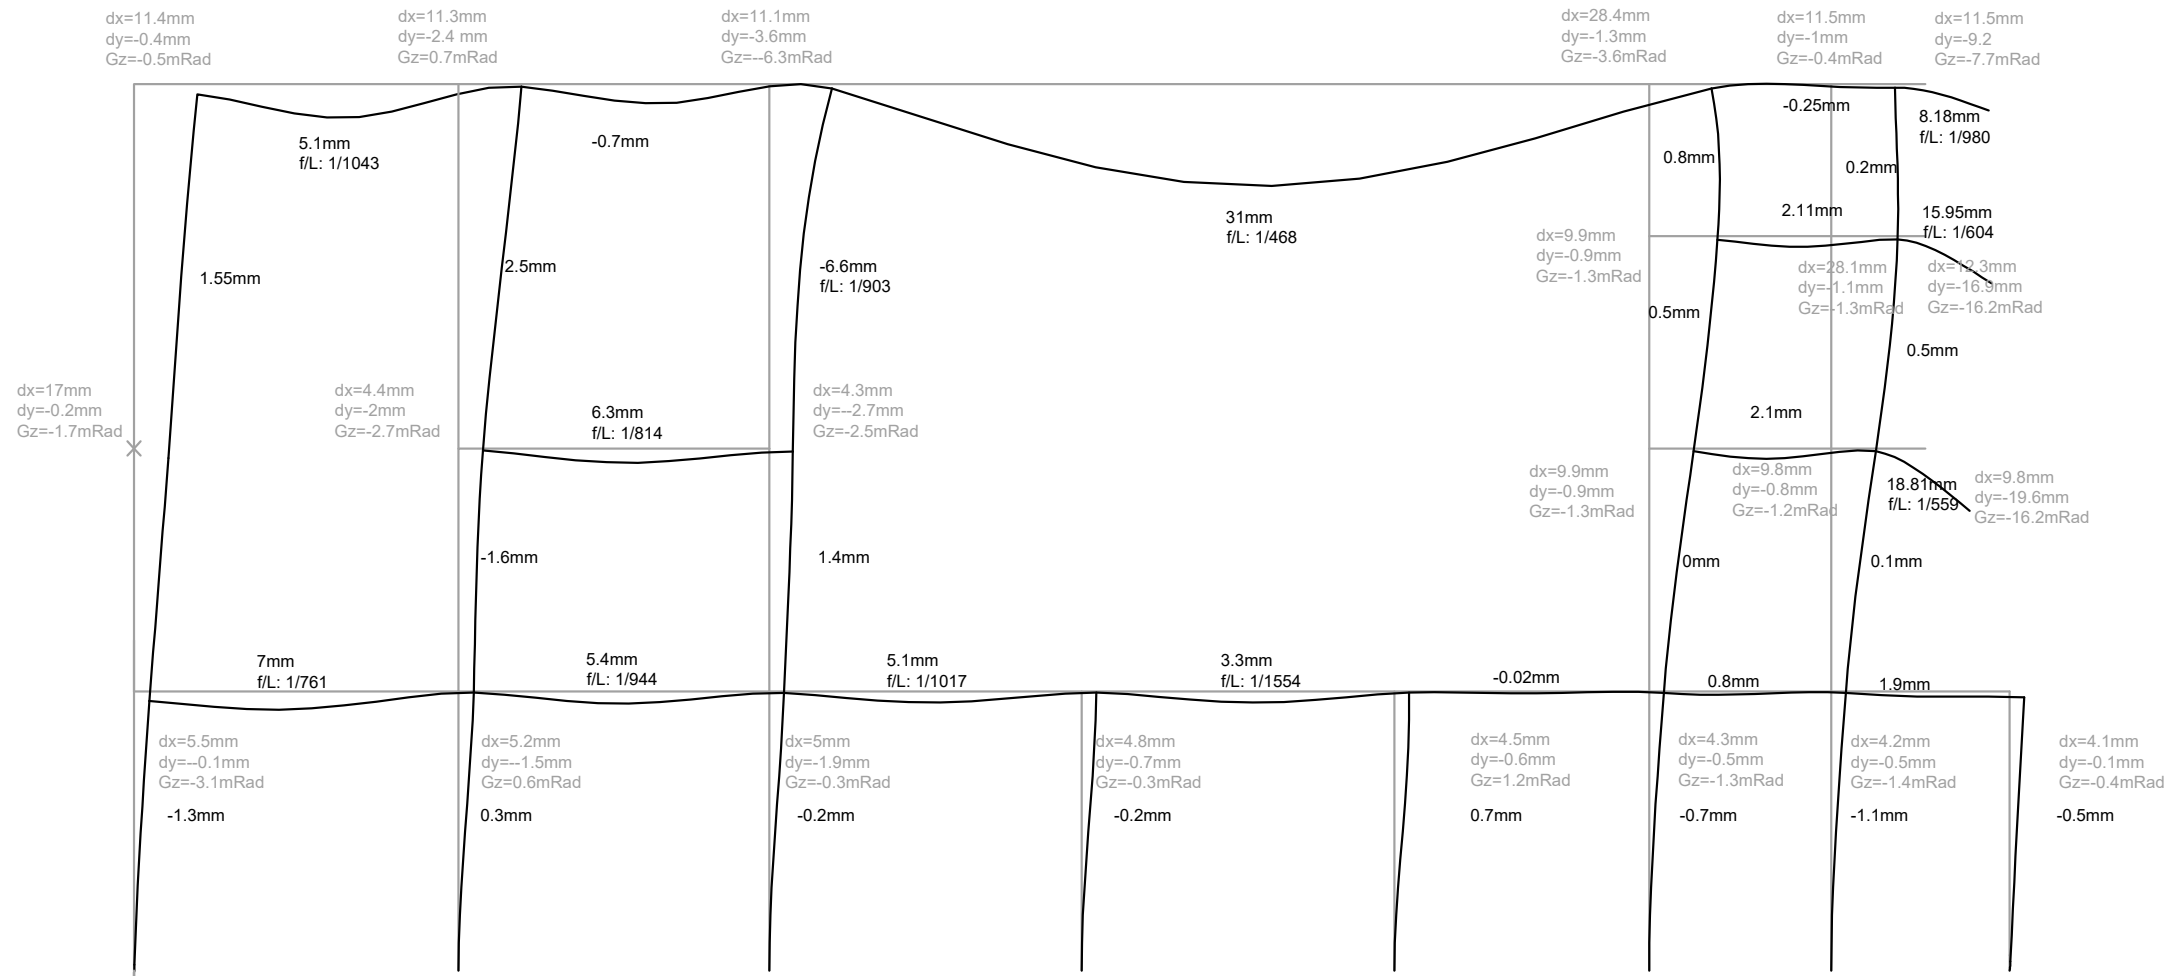 dx=11.4mm
dy=-0.4mm
Gz=-0.5mRad
dx=11.3mm
dy=-2.4 mm
Gz=0.7mRad
dx=11.1mm
dy=-3.6mm
Gz=--6.3mRad
dx=28.4mm
dy=-1.3mm
Gz=-3.6mRad
dx=11.5mm
dy=-1mm
Gz=-0.4mRad
dx=11.5mm
dy=-9.2
Gz=-7.7mRad
5.1mm
f/L: 1/1043
-0.7mm
-0.25mm
8.18mm
f/L: 1/980
0.8mm
0.2mm
31mm
f/L: 1/468
2.11mm
15.95mm
f/L: 1/604
1.55mm
2.5mm
-6.6mm
f/L: 1/903
dx=9.9mm
dy=-0.9mm
Gz=-1.3mRad
dx=28.1mm
dy=-1.1mm
Gz=-1.3mRad
dx=12.3mm
dy=-16.9mm
Gz=-16.2mRad
0.5mm
0.5mm
dx=17mm
dy=-0.2mm
Gz=-1.7mRad
dx=4.4mm
dy=-2mm
Gz=-2.7mRad
6.3mm
f/L: 1/814
dx=4.3mm
dy=--2.7mm
Gz=-2.5mRad
2.1mm
dx=9.9mm
dy=-0.9mm
Gz=-1.3mRad
dx=9.8mm
dy=-0.8mm
Gz=-1.2mRad
18.81mm
f/L: 1/559
dx=9.8mm
dy=-19.6mm
Gz=-16.2mRad
-1.6mm
1.4mm
0mm
0.1mm
7mm
f/L: 1/761
5.4mm
f/L: 1/944
5.1mm
f/L: 1/1017
3.3mm
f/L: 1/1554
-0.02mm
0.8mm
1.9mm
dx=5.5mm
dy=--0.1mm
Gz=-3.1mRad
dx=5.2mm
dy=--1.5mm
Gz=0.6mRad
dx=5mm
dy=-1.9mm
Gz=-0.3mRad
dx=4.8mm
dy=-0.7mm
Gz=-0.3mRad
dx=4.5mm
dy=-0.6mm
Gz=1.2mRad
dx=4.3mm
dy=-0.5mm
Gz=-1.3mRad
dx=4.2mm
dy=-0.5mm
Gz=-1.4mRad
dx=4.1mm
dy=-0.1mm
Gz=-0.4mRad
-1.3mm
0.3mm
-0.2mm
-0.2mm
0.7mm
-0.7mm
-1.1mm
-0.5mm